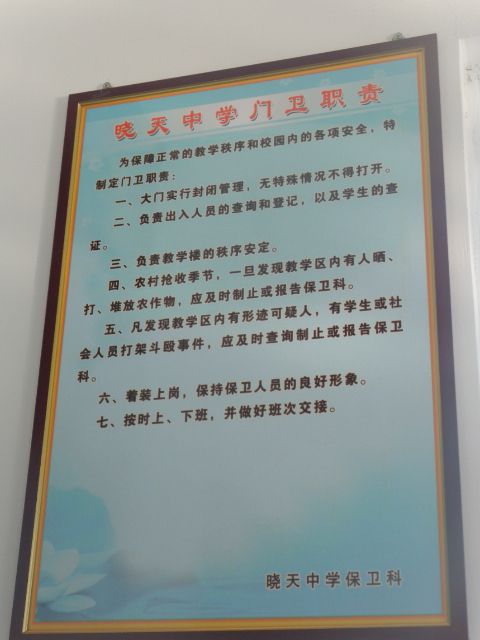 晓天中学门卫职责
为保障正常的教学秩序和校园内的各项安全，特
制定门卫职责：
一、大门实行封闭管理，无特殊情况不得打开。
二、负责出入人员的查询和登记，以及学生的查
证。
三、负责教学楼的秩序安定。
四、农村抢收季节，一旦发现教学区内有人晒、
打、堆放农作物，应及时制止或报告保卫科。
五、凡发现教学区内有形迹可疑人，有学生或社
会人员打架斗殴事件，应及时查询制止或报告保卫
科。
六、着装上岗，保持保卫人员的良好形象。
七、按时上、下班，并做好班次交接。
晓天中学保卫科